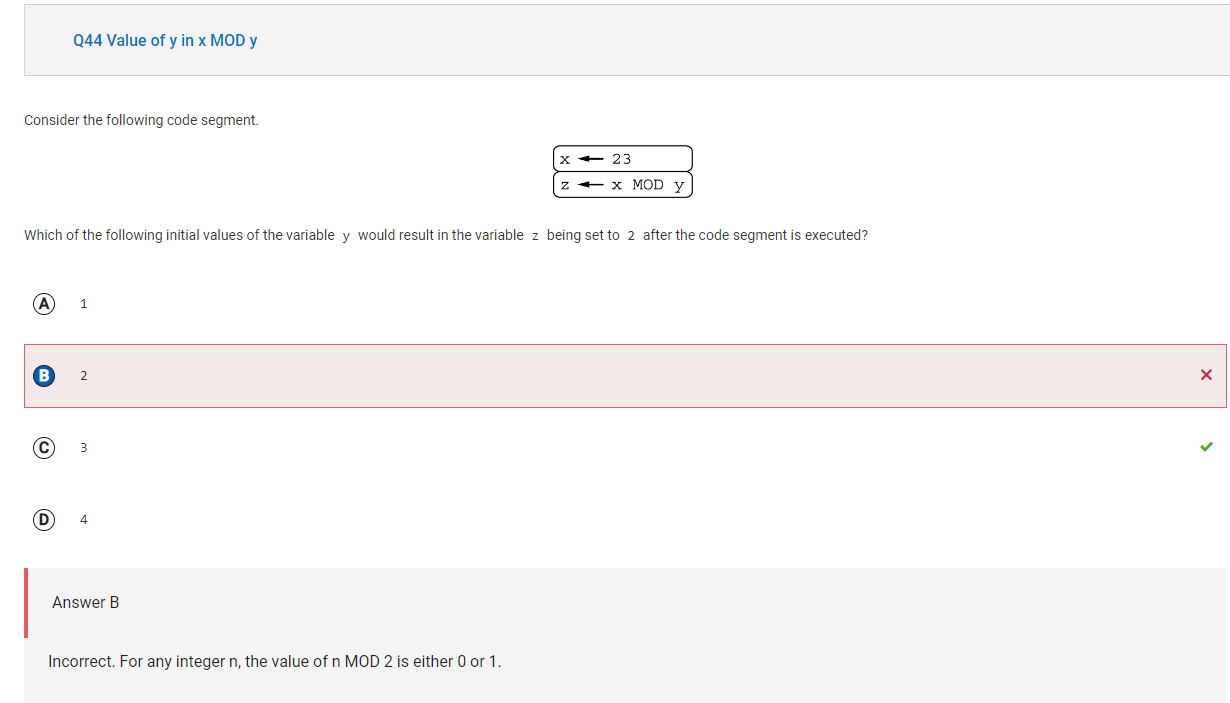 Q44 Value of y in x MOD y
Consider the following code segment.
x ← 23
z ← x MOD y
Which of the following initial values of the variable y would result in the variable z being set to 2 after the code segment is executed?
A 1
B 2
C 3
D 4
Answer B
Incorrect. For any integer n, the value of n MOD 2 is either 0 or 1.